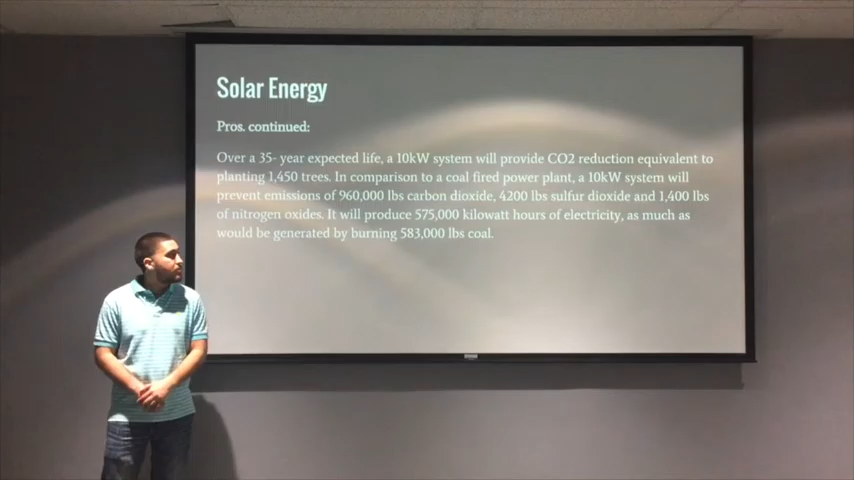 Solar Energy
Pros. continued:
Over a 35- year expected life, a 10kW system will provide CO2 reduction equivalent to
planting 1,450 trees. In comparison to a coal fired power plant, a 10kW system will
prevent emissions of 960,000 lbs carbon dioxide, 4200 lbs sulfur dioxide and 1,400 lbs
of nitrogen oxides. It will produce 575,000 kilowatt hours of electricity, as much as
would be generated by burning 583,000 lbs coal.